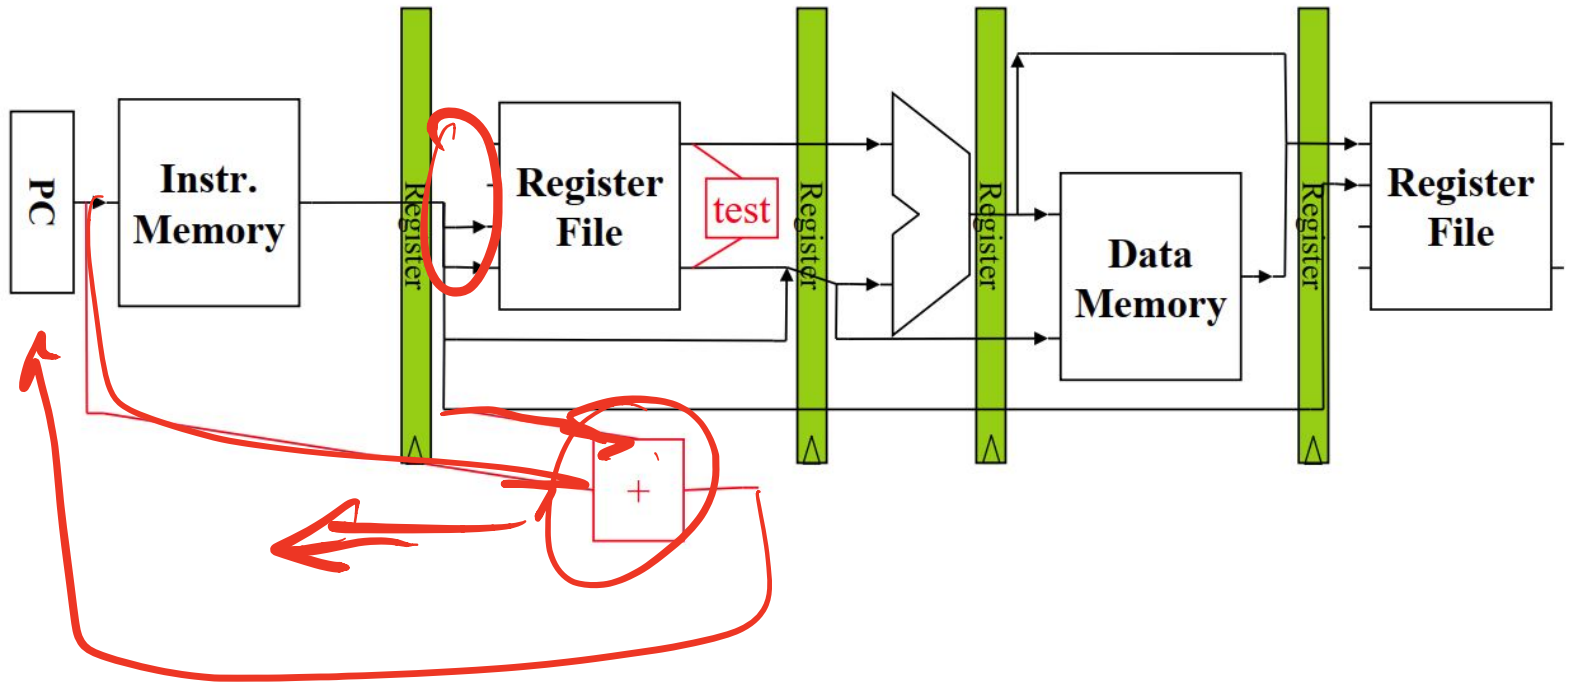 PC
Instr.
Memory
Register
Register
File
test
Register
Register
Data
Memory
Register
Register
File
+